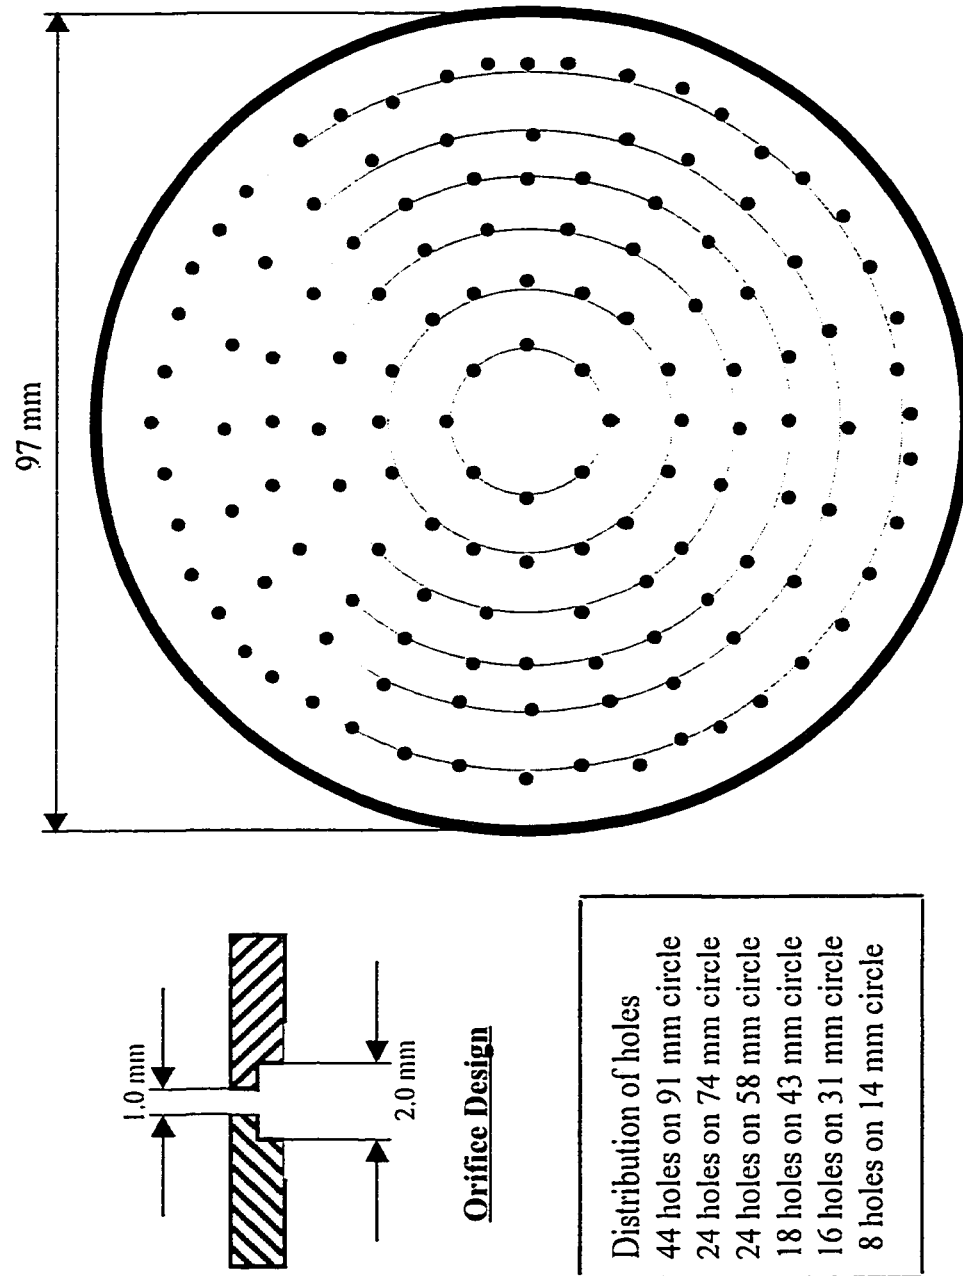 97 mm
1.0 mm
2.0 mm
Orifice Design
Distribution of holes
44 holes on 91 mm circle
24 holes on 74 mm circle
24 holes on 58 mm circle
18 holes on 43 mm circle
16 holes on 31 mm circle
8 holes on 14 mm circle